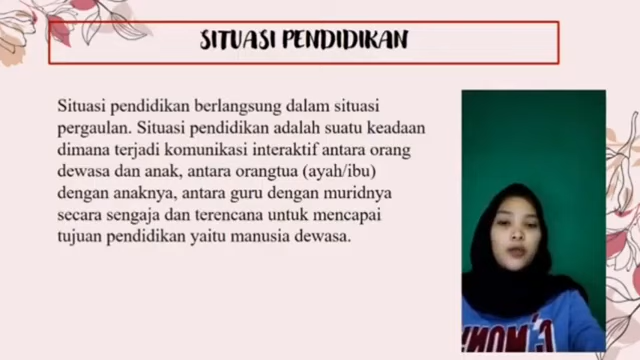 SITUASI PENDIDIKAN
Situasi pendidikan berlangsung dalam situasi
pergaulan. Situasi pendidikan adalah suatu keadaan
dimana terjadi komunikasi interaktif antara orang
dewasa dan anak, antara orangtua (ayah/ibu)
dengan anaknya, antara guru dengan muridnya
secara sengaja dan terencana untuk mencapai
tujuan pendidikan yaitu manusia dewasa.